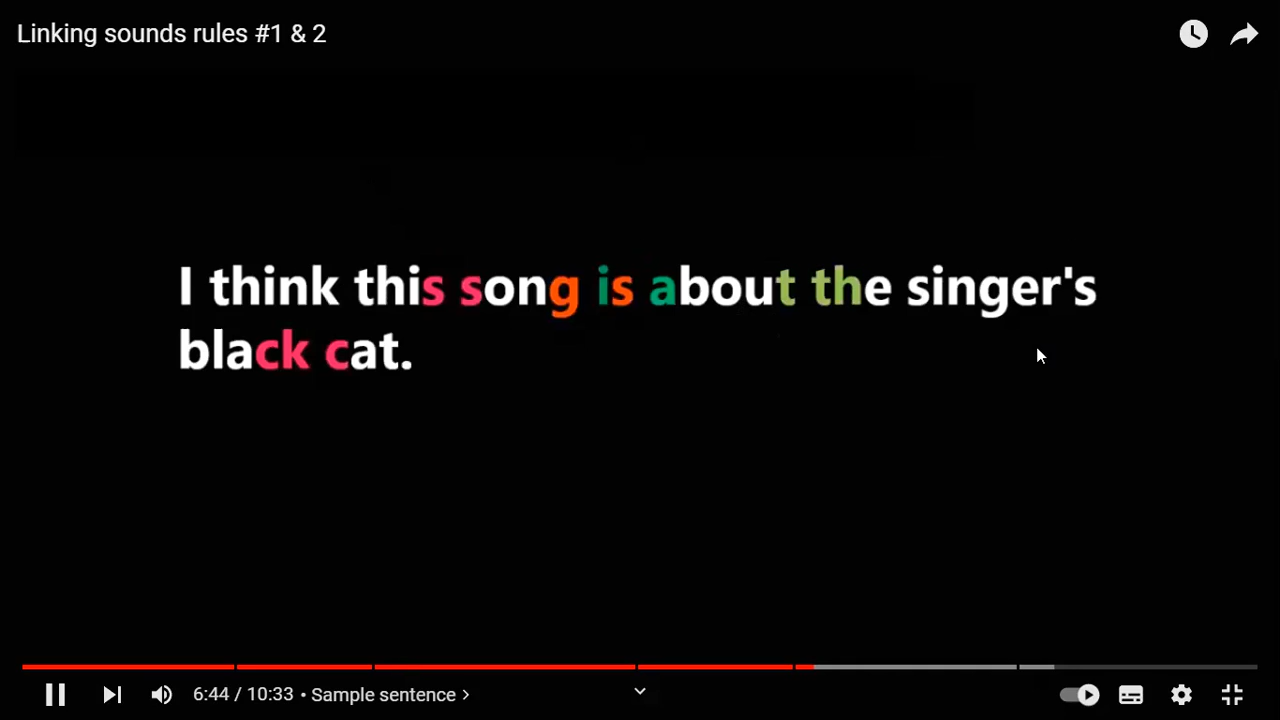 Linking sounds rules #1 & 2
I think this song is about the singer's
black cat.
6:44 / 10:33 • Sample sentence >